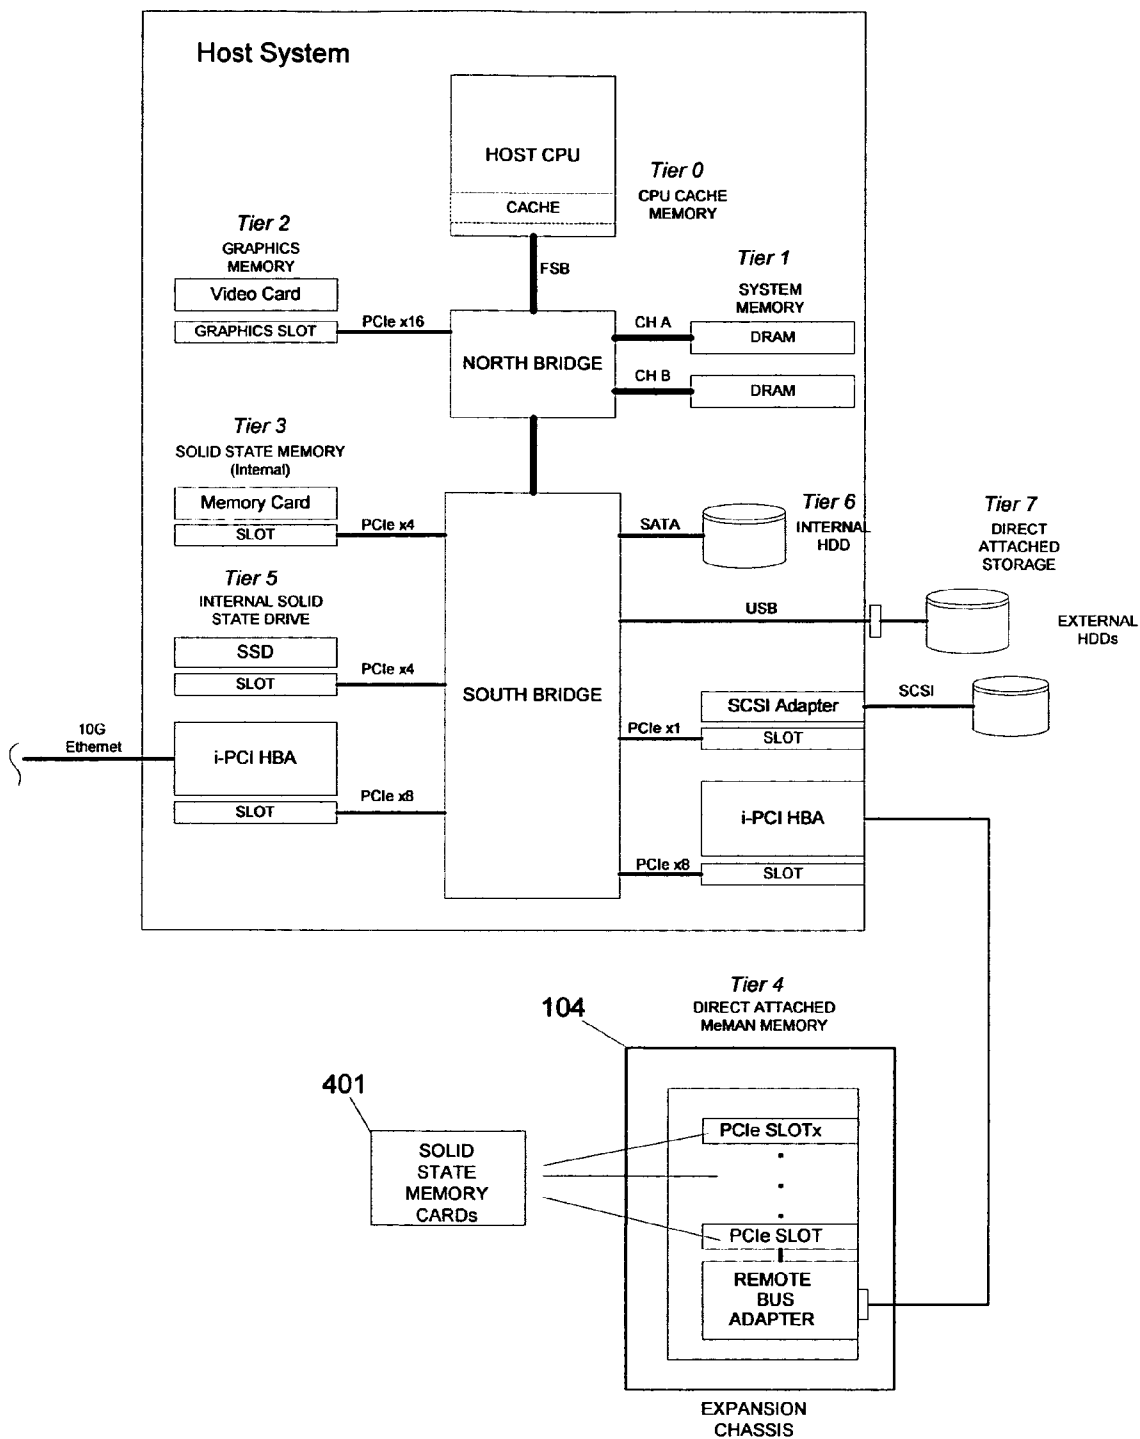 Host System
HOST CPU
CACHE
Tier 0
CPU CACHE
MEMORY
Tier 2
GRAPHICS
MEMORY
Video Card
GRAPHICS SLOT
PCIe x16
FSB
NORTH BRIDGE
Tier 1
SYSTEM
MEMORY
CH A
DRAM
CH B
DRAM
Tier 3
SOLID STATE MEMORY
(Internal)
Memory Card
SLOT
PCIe x4
Tier 5
INTERNAL SOLID
STATE DRIVE
SSD
SLOT
PCIe x4
10G
Ethernet
i-PCI HBA
SLOT
PCIe x8
SOUTH BRIDGE
SATA
Tier 6
INTERNAL
HDD
Tier 7
DIRECT
ATTACHED
STORAGE
USB
EXTERNAL
HDDs
SCSI Adapter
SCSI
PCIe x1
SLOT
i-PCI HBA
PCIe x8
SLOT
Tier 4
DIRECT ATTACHED
MeMAN MEMORY
104
401
SOLID
STATE
MEMORY
CARDs
PCIe SLOTx
PCIe SLOT
REMOTE
BUS
ADAPTER
EXPANSION
CHASSIS